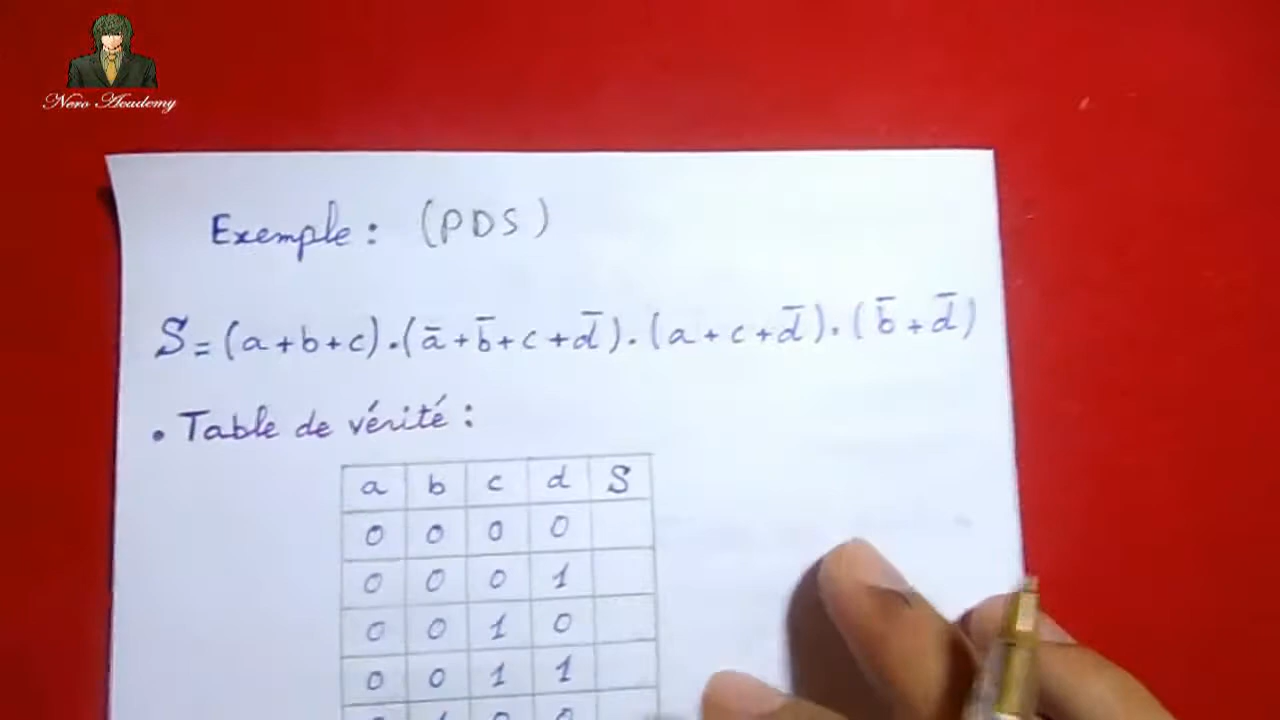 Nero Academy
Exemple : (PDS)
S = (a+b+c).(a̅+b̅+c+d̅).(a+c+d̅).(b̅+d̅)
• Table de vérité :
a b c d S
0 0 0 0
0 0 0 1
0 0 1 0
0 0 1 1